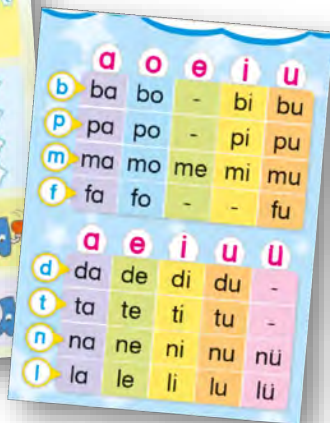 a o e i u
b ba bo - bi bu
p pa po - pi pu
m ma mo me mi mu
f fa fo - - fu
a e i u ü
d da de di du -
t ta te ti tu -
n na ne ni nu nü
l la le li lu lü